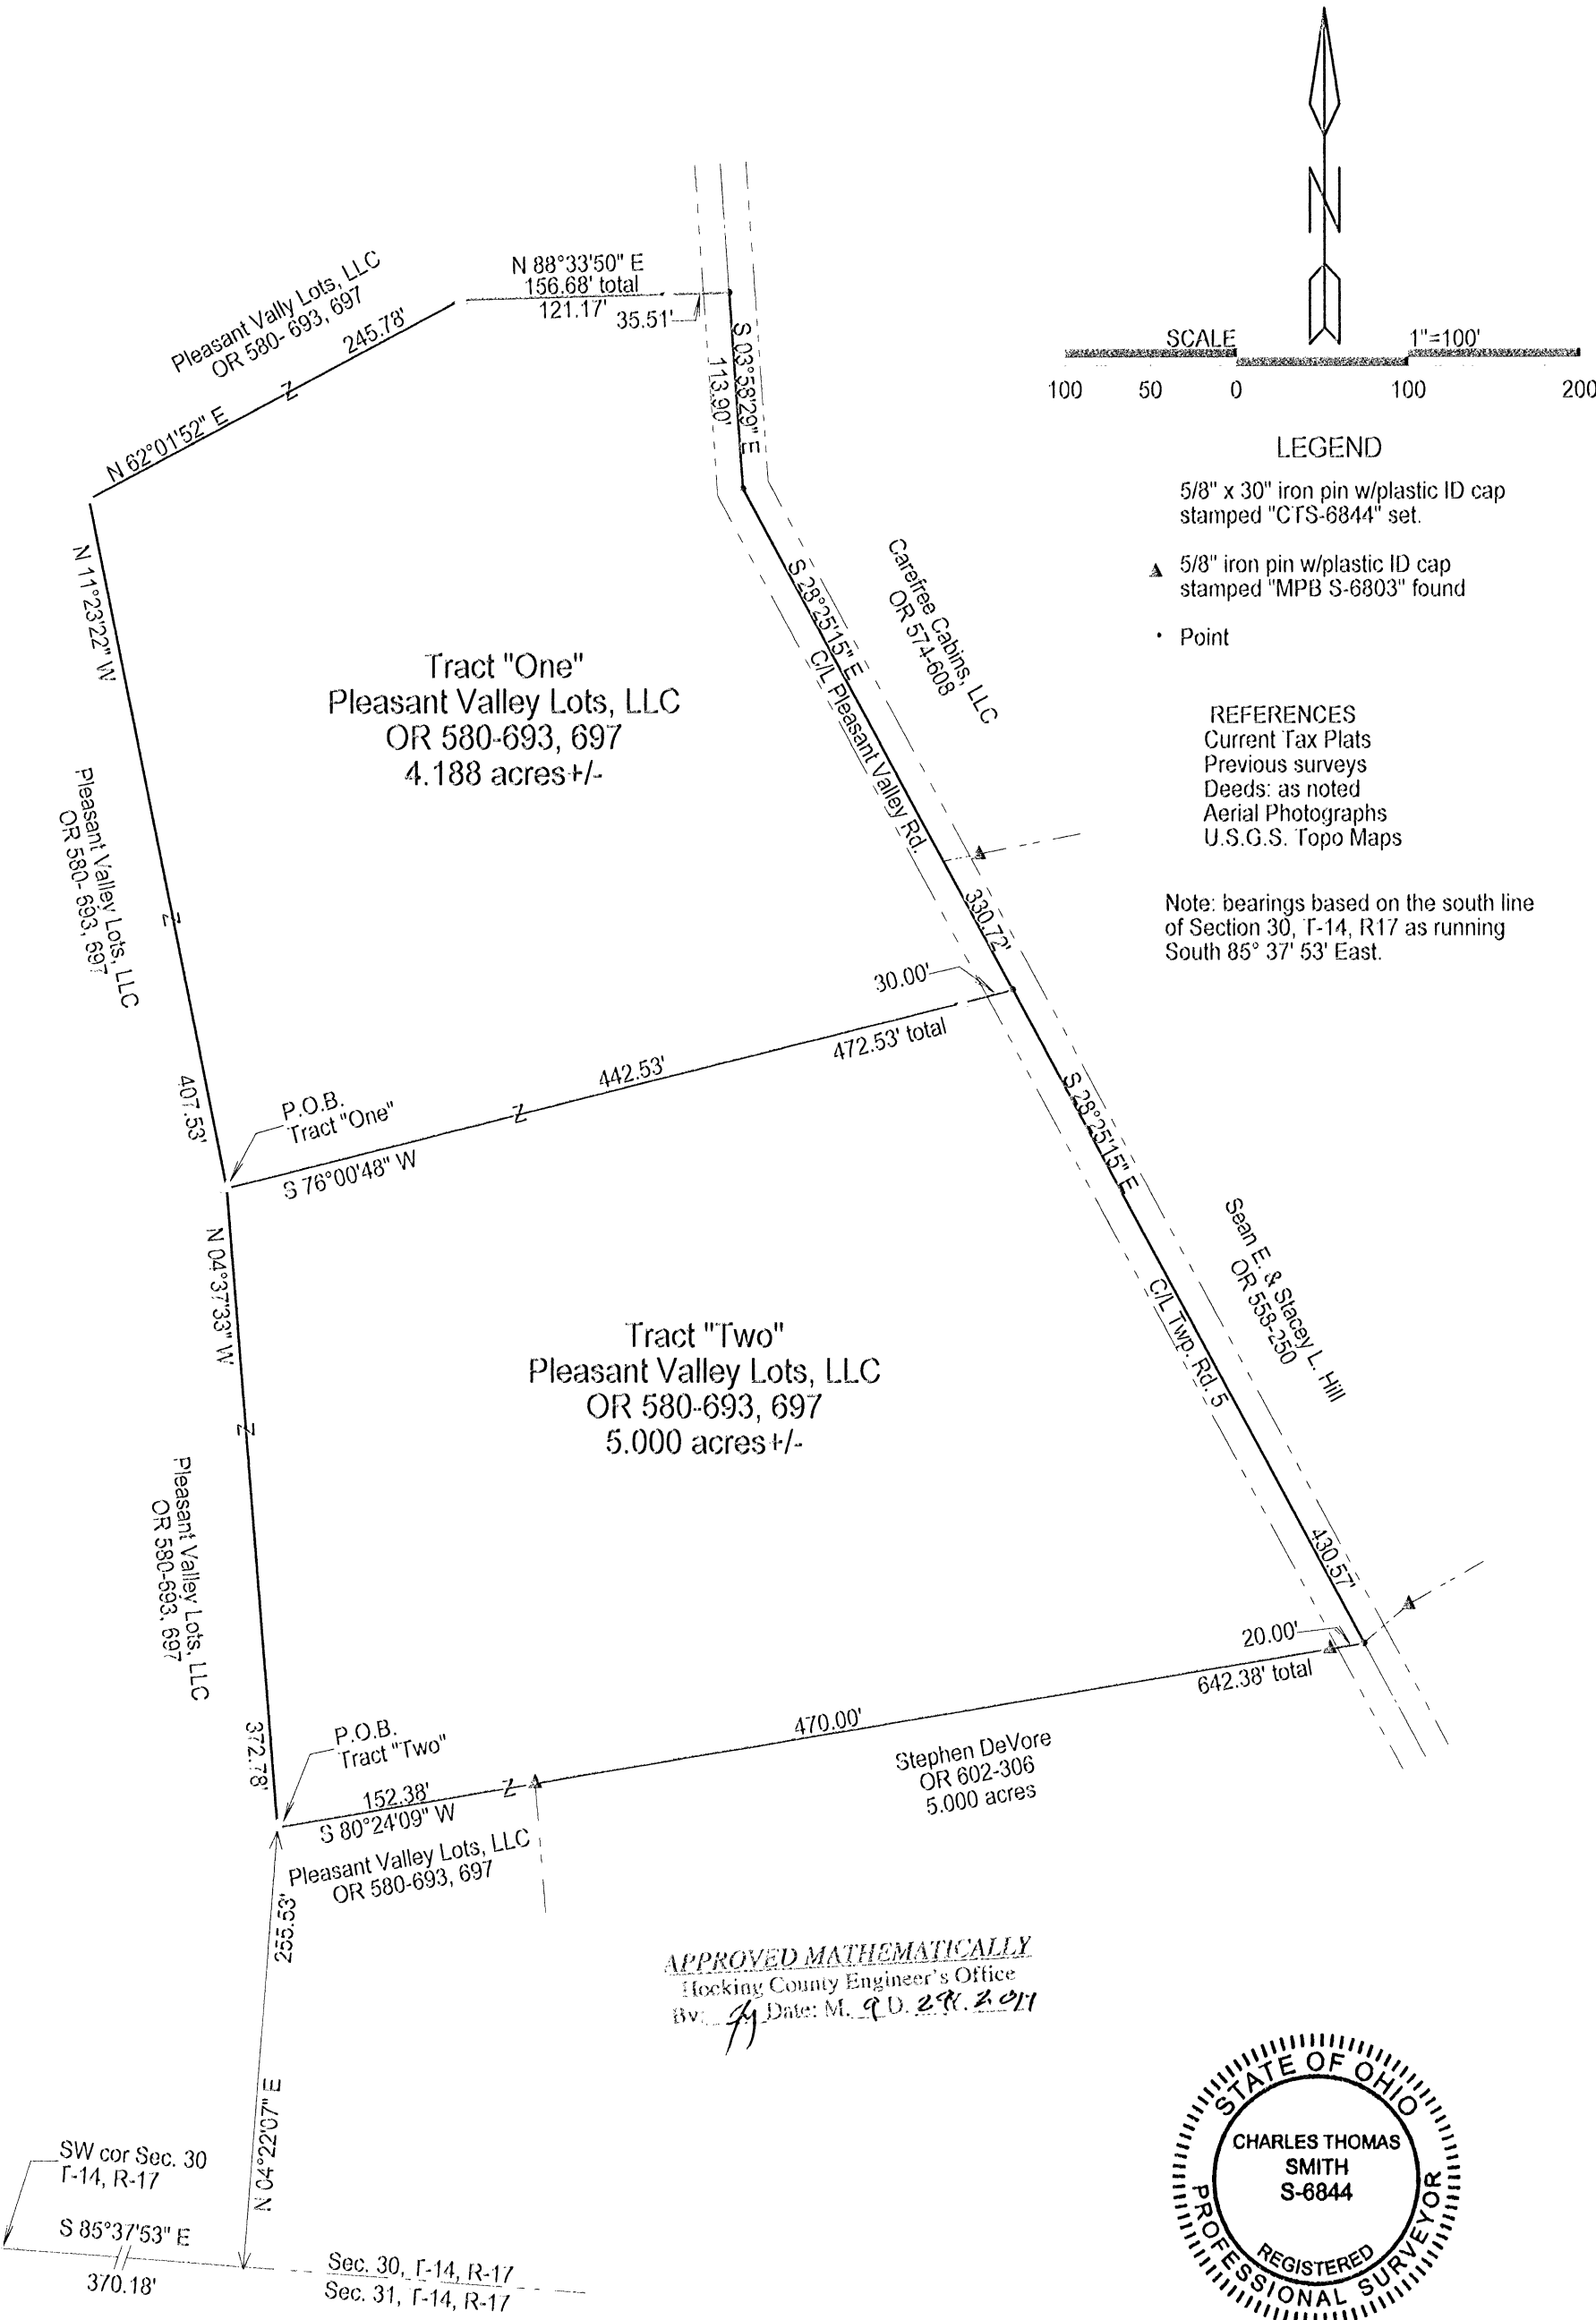 Pleasant Vally Lots, LLC
OR 580- 693, 697
245.78'
N 62°01'52" E
N 88°33'50" E
156.68' total
121.17'
35.51'
S 03°58'29" E
113.90'
N
SCALE 1"=100'
100 50 0 100 200
LEGEND
5/8" x 30" iron pin w/plastic ID cap
stamped "CTS-6844" set.
5/8" iron pin w/plastic ID cap
stamped "MPB S-6803" found
Point
REFERENCES
Current Tax Plats
Previous surveys
Deeds: as noted
Aerial Photographs
U.S.G.S. Topo Maps
Note: bearings based on the south line
of Section 30, T-14, R17 as running
South 85° 37' 53' East.
N 11°23'22" W
407.53'
Pleasant Valley Lots, LLC
OR 580- 693, 697
Tract "One"
Pleasant Valley Lots, LLC
OR 580-693, 697
4.188 acres+/-
S 28°25'15" E
C/L Pleasant Valley Rd.
Carefree Cabins, LLC
OR 574-608
330.72'
30.00'
472.53' total
442.53'
S 76°00'48" W
P.O.B.
Tract "One"
N 04°37'33" W
372.78'
Pleasant Valley Lots, LLC
OR 580-693, 697
Tract "Two"
Pleasant Valley Lots, LLC
OR 580-693, 697
5.000 acres+/-
S 28°25'15" E
C/L Twp. Rd. 5
Sean E. & Stacey L. Hill
OR 558-250
430.57'
20.00'
642.38' total
470.00'
Stephen DeVore
OR 602-306
5.000 acres
P.O.B.
Tract "Two"
152.38'
S 80°24'09" W
Pleasant Valley Lots, LLC
OR 580-693, 697
255.53'
N 04°22'07" E
APPROVED MATHEMATICALLY
Hocking County Engineer's Office
By: Date: M. 9 D. 29 Y. 2011
SW cor Sec. 30
T-14, R-17
S 85°37'53" E
370.18'
Sec. 30, T-14, R-17
Sec. 31, T-14, R-17
STATE OF OHIO
CHARLES THOMAS
SMITH
S-6844
REGISTERED
PROFESSIONAL SURVEYOR